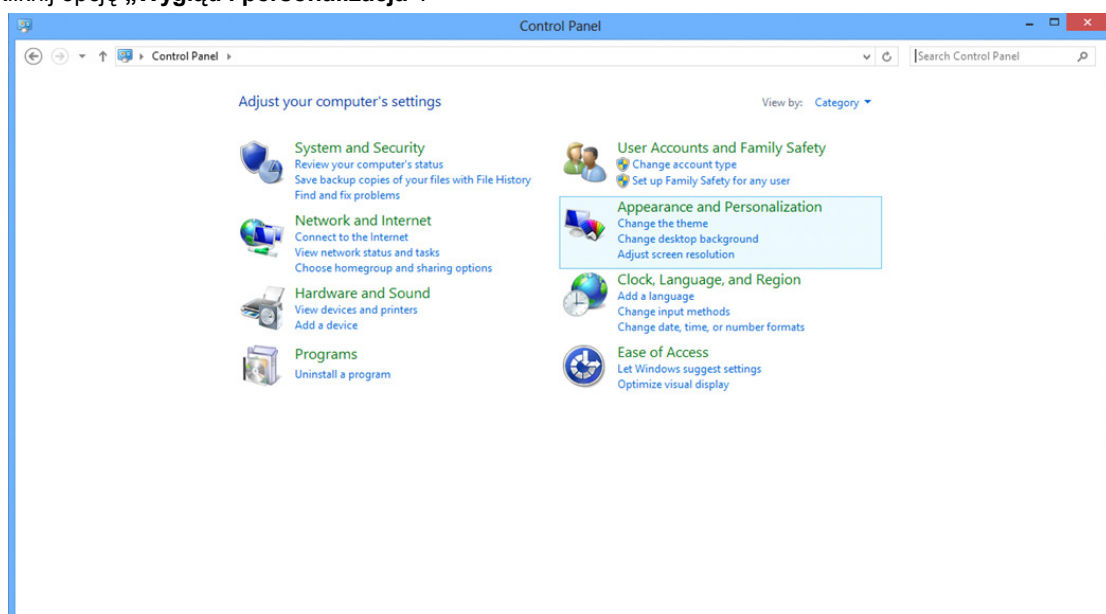 Control Panel
Control Panel
Search Control Panel
Adjust your computer's settings
View by: Category
System and Security
Review your computer's status
Save backup copies of your files with File History
Find and fix problems
Network and Internet
Connect to the Internet
View network status and tasks
Choose homegroup and sharing options
Hardware and Sound
View devices and printers
Add a device
Programs
Uninstall a program
User Accounts and Family Safety
Change account type
Set up Family Safety for any user
Appearance and Personalization
Change the theme
Change desktop background
Adjust screen resolution
Clock, Language, and Region
Add a language
Change input methods
Change date, time, or number formats
Ease of Access
Let Windows suggest settings
Optimize visual display